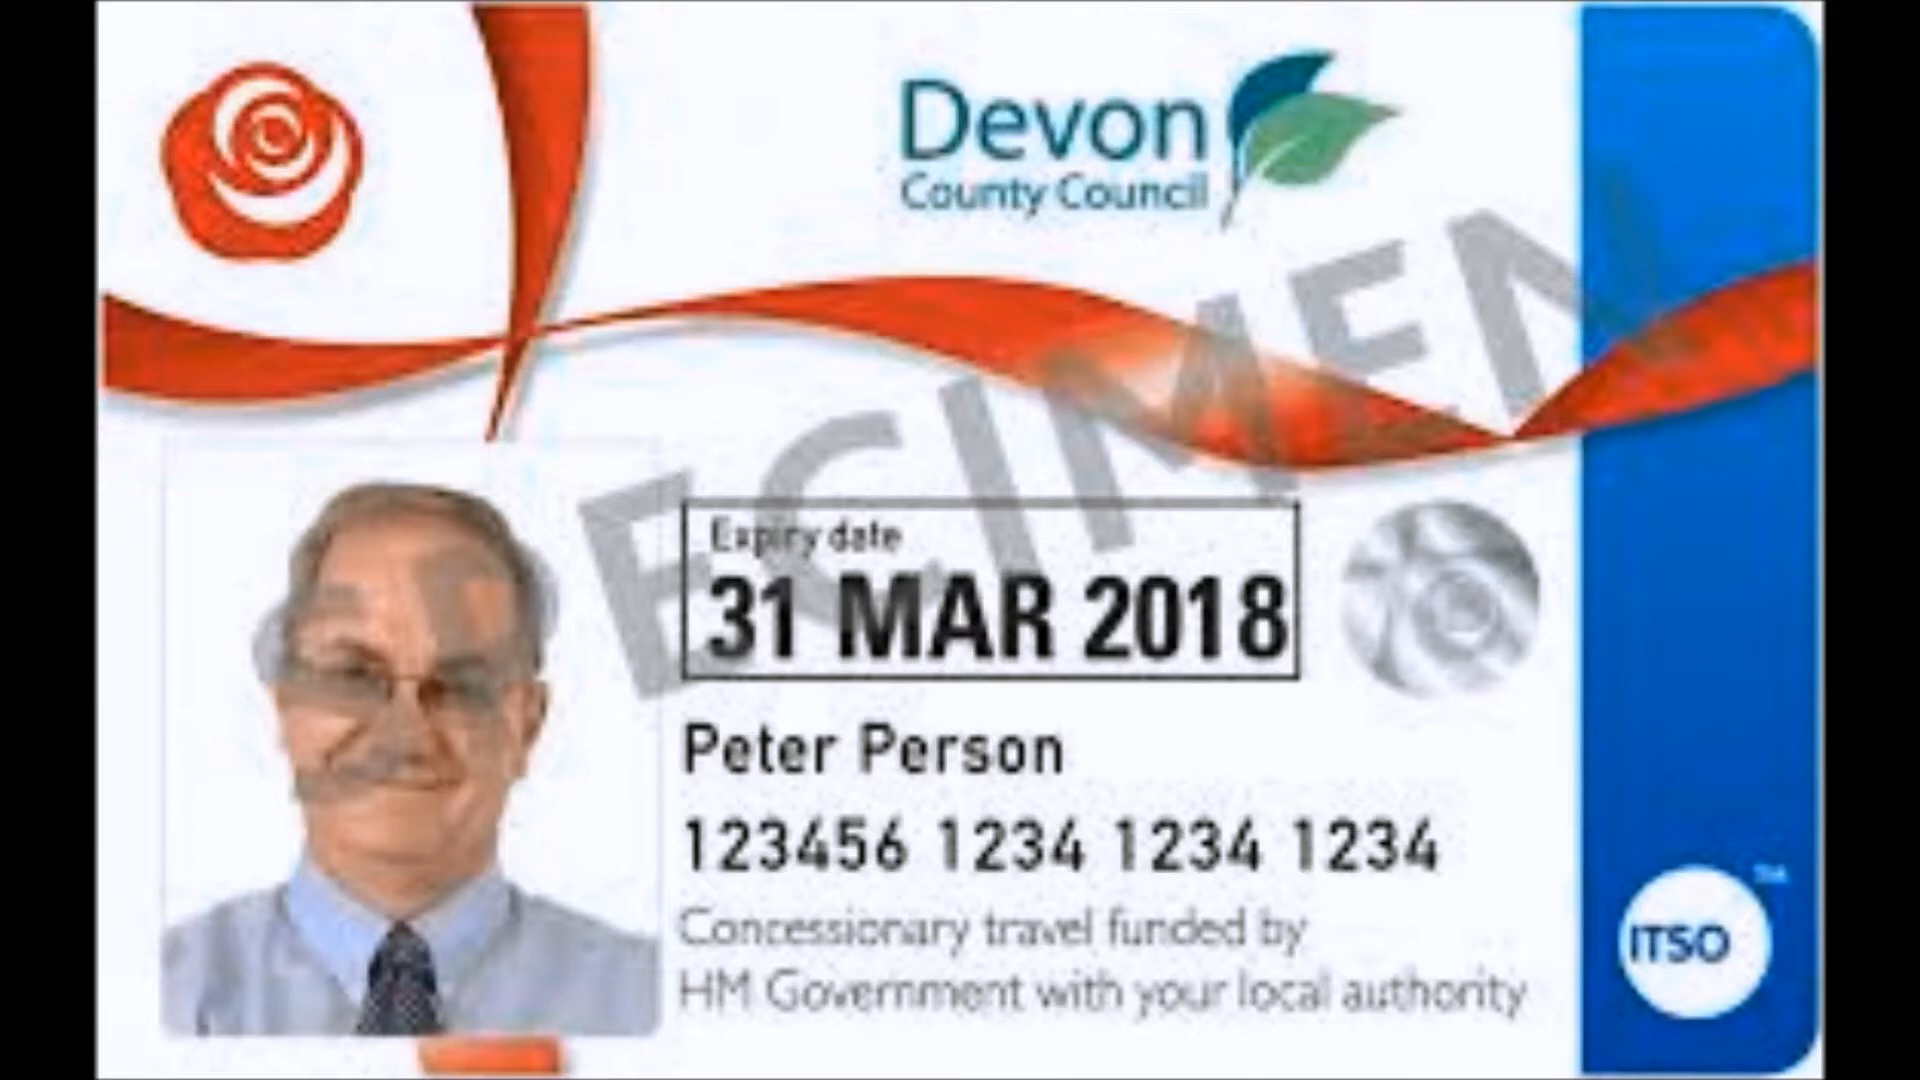 Devon
County Council
SPECIMEN
Expiry date
31 MAR 2018
Peter Person
123456 1234 1234 1234
Concessionary travel funded by
HM Government with your local authority
ITSO
TM